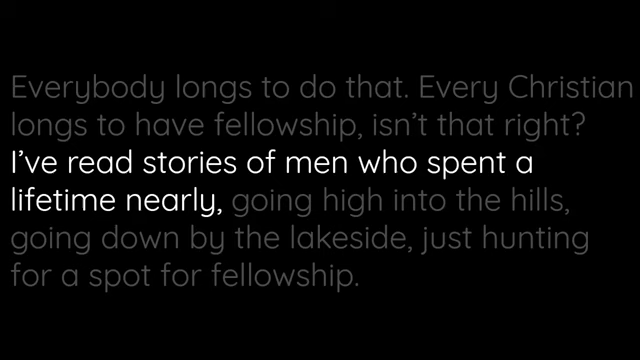 Everybody longs to do that. Every Christian
longs to have fellowship, isn't that right?
I've read stories of men who spent a
lifetime nearly, going high into the hills,
going down by the lakeside, just hunting
for a spot for fellowship.